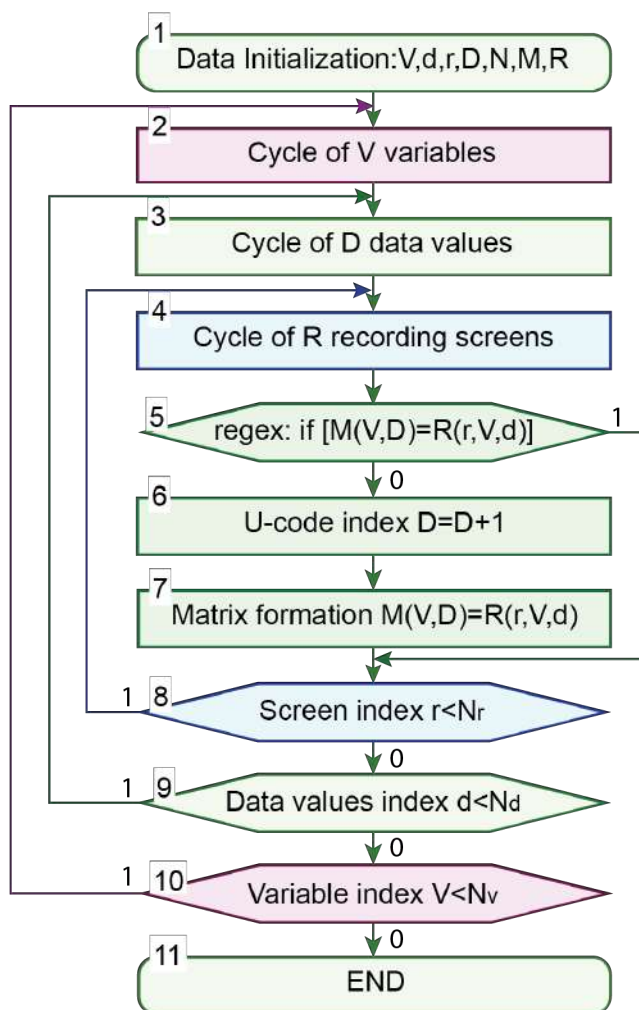 1
Data Initialization:V,d,r,D,N,M,R
2
Cycle of V variables
3
Cycle of D data values
4
Cycle of R recording screens
5
regex: if [M(V,D)=R(r,V,d)]
1
0
6
U-code index D=D+1
7
Matrix formation M(V,D)=R(r,V,d)
1
8
Screen index r<Nr
0
1
9
Data values index d<Nd
0
1
10
Variable index V<Nv
0
11
END